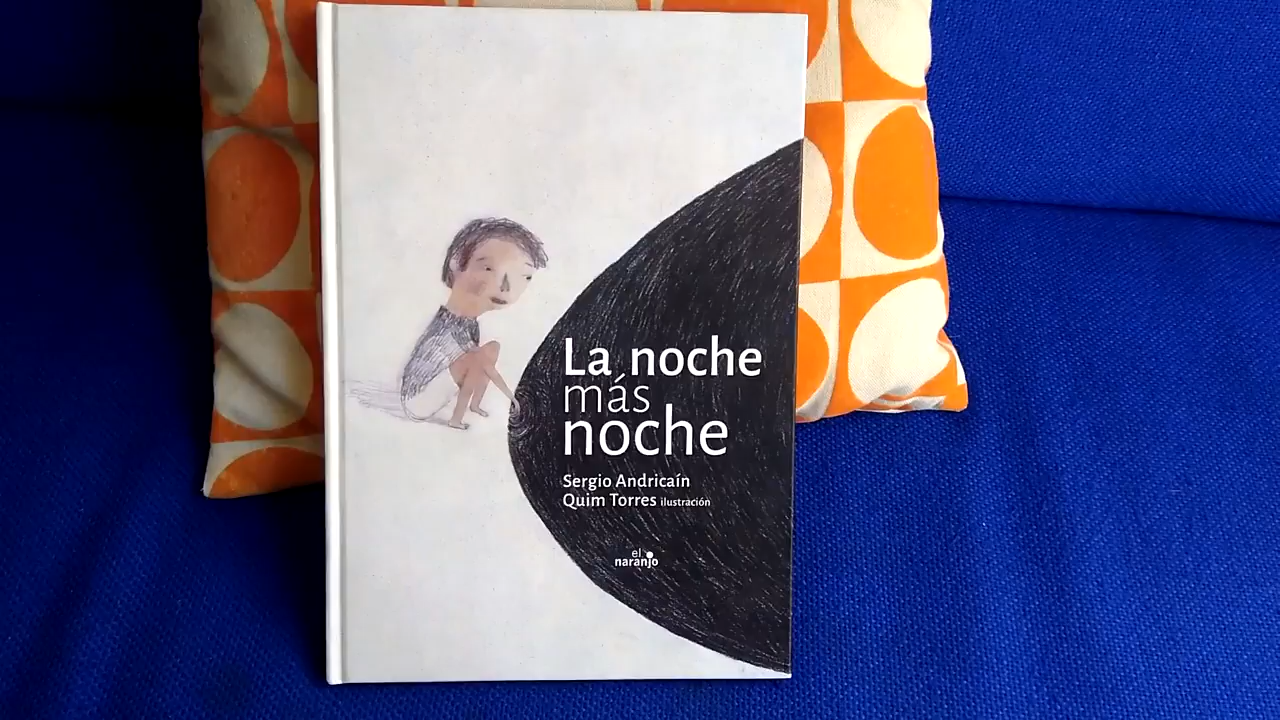 La noche
más
noche
Sergio Andricaín
Quim Torres ilustración
el
naranjo